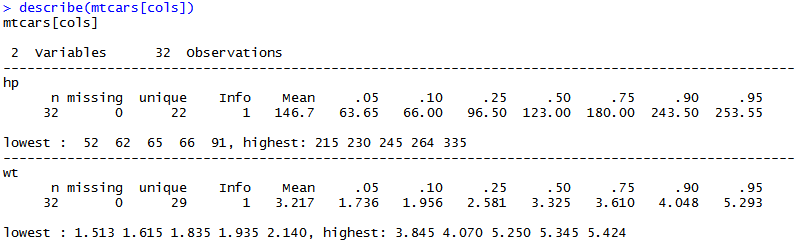 > describe(mtcars[cols])
mtcars[cols]
2 Variables 32 Observations
--------------------------------------------------------------------------------
hp
n missing unique Info Mean .05 .10 .25 .50 .75 .90 .95
32 0 22 1 146.7 63.65 66.00 96.50 123.00 180.00 243.50 253.55
lowest : 52 62 65 66 91, highest: 215 230 245 264 335
--------------------------------------------------------------------------------
wt
n missing unique Info Mean .05 .10 .25 .50 .75 .90 .95
32 0 29 1 3.217 1.736 1.956 2.581 3.325 3.610 4.048 5.293
lowest : 1.513 1.615 1.835 1.935 2.140, highest: 3.845 4.070 5.250 5.345 5.424